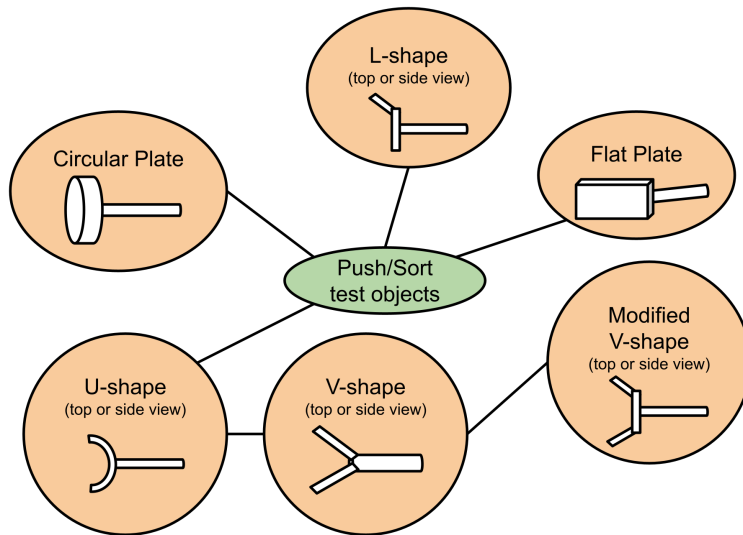 L-shape
(top or side view)
Circular Plate
Flat Plate
Push/Sort
test objects
Modified
V-shape
(top or side view)
U-shape
(top or side view)
V-shape
(top or side view)